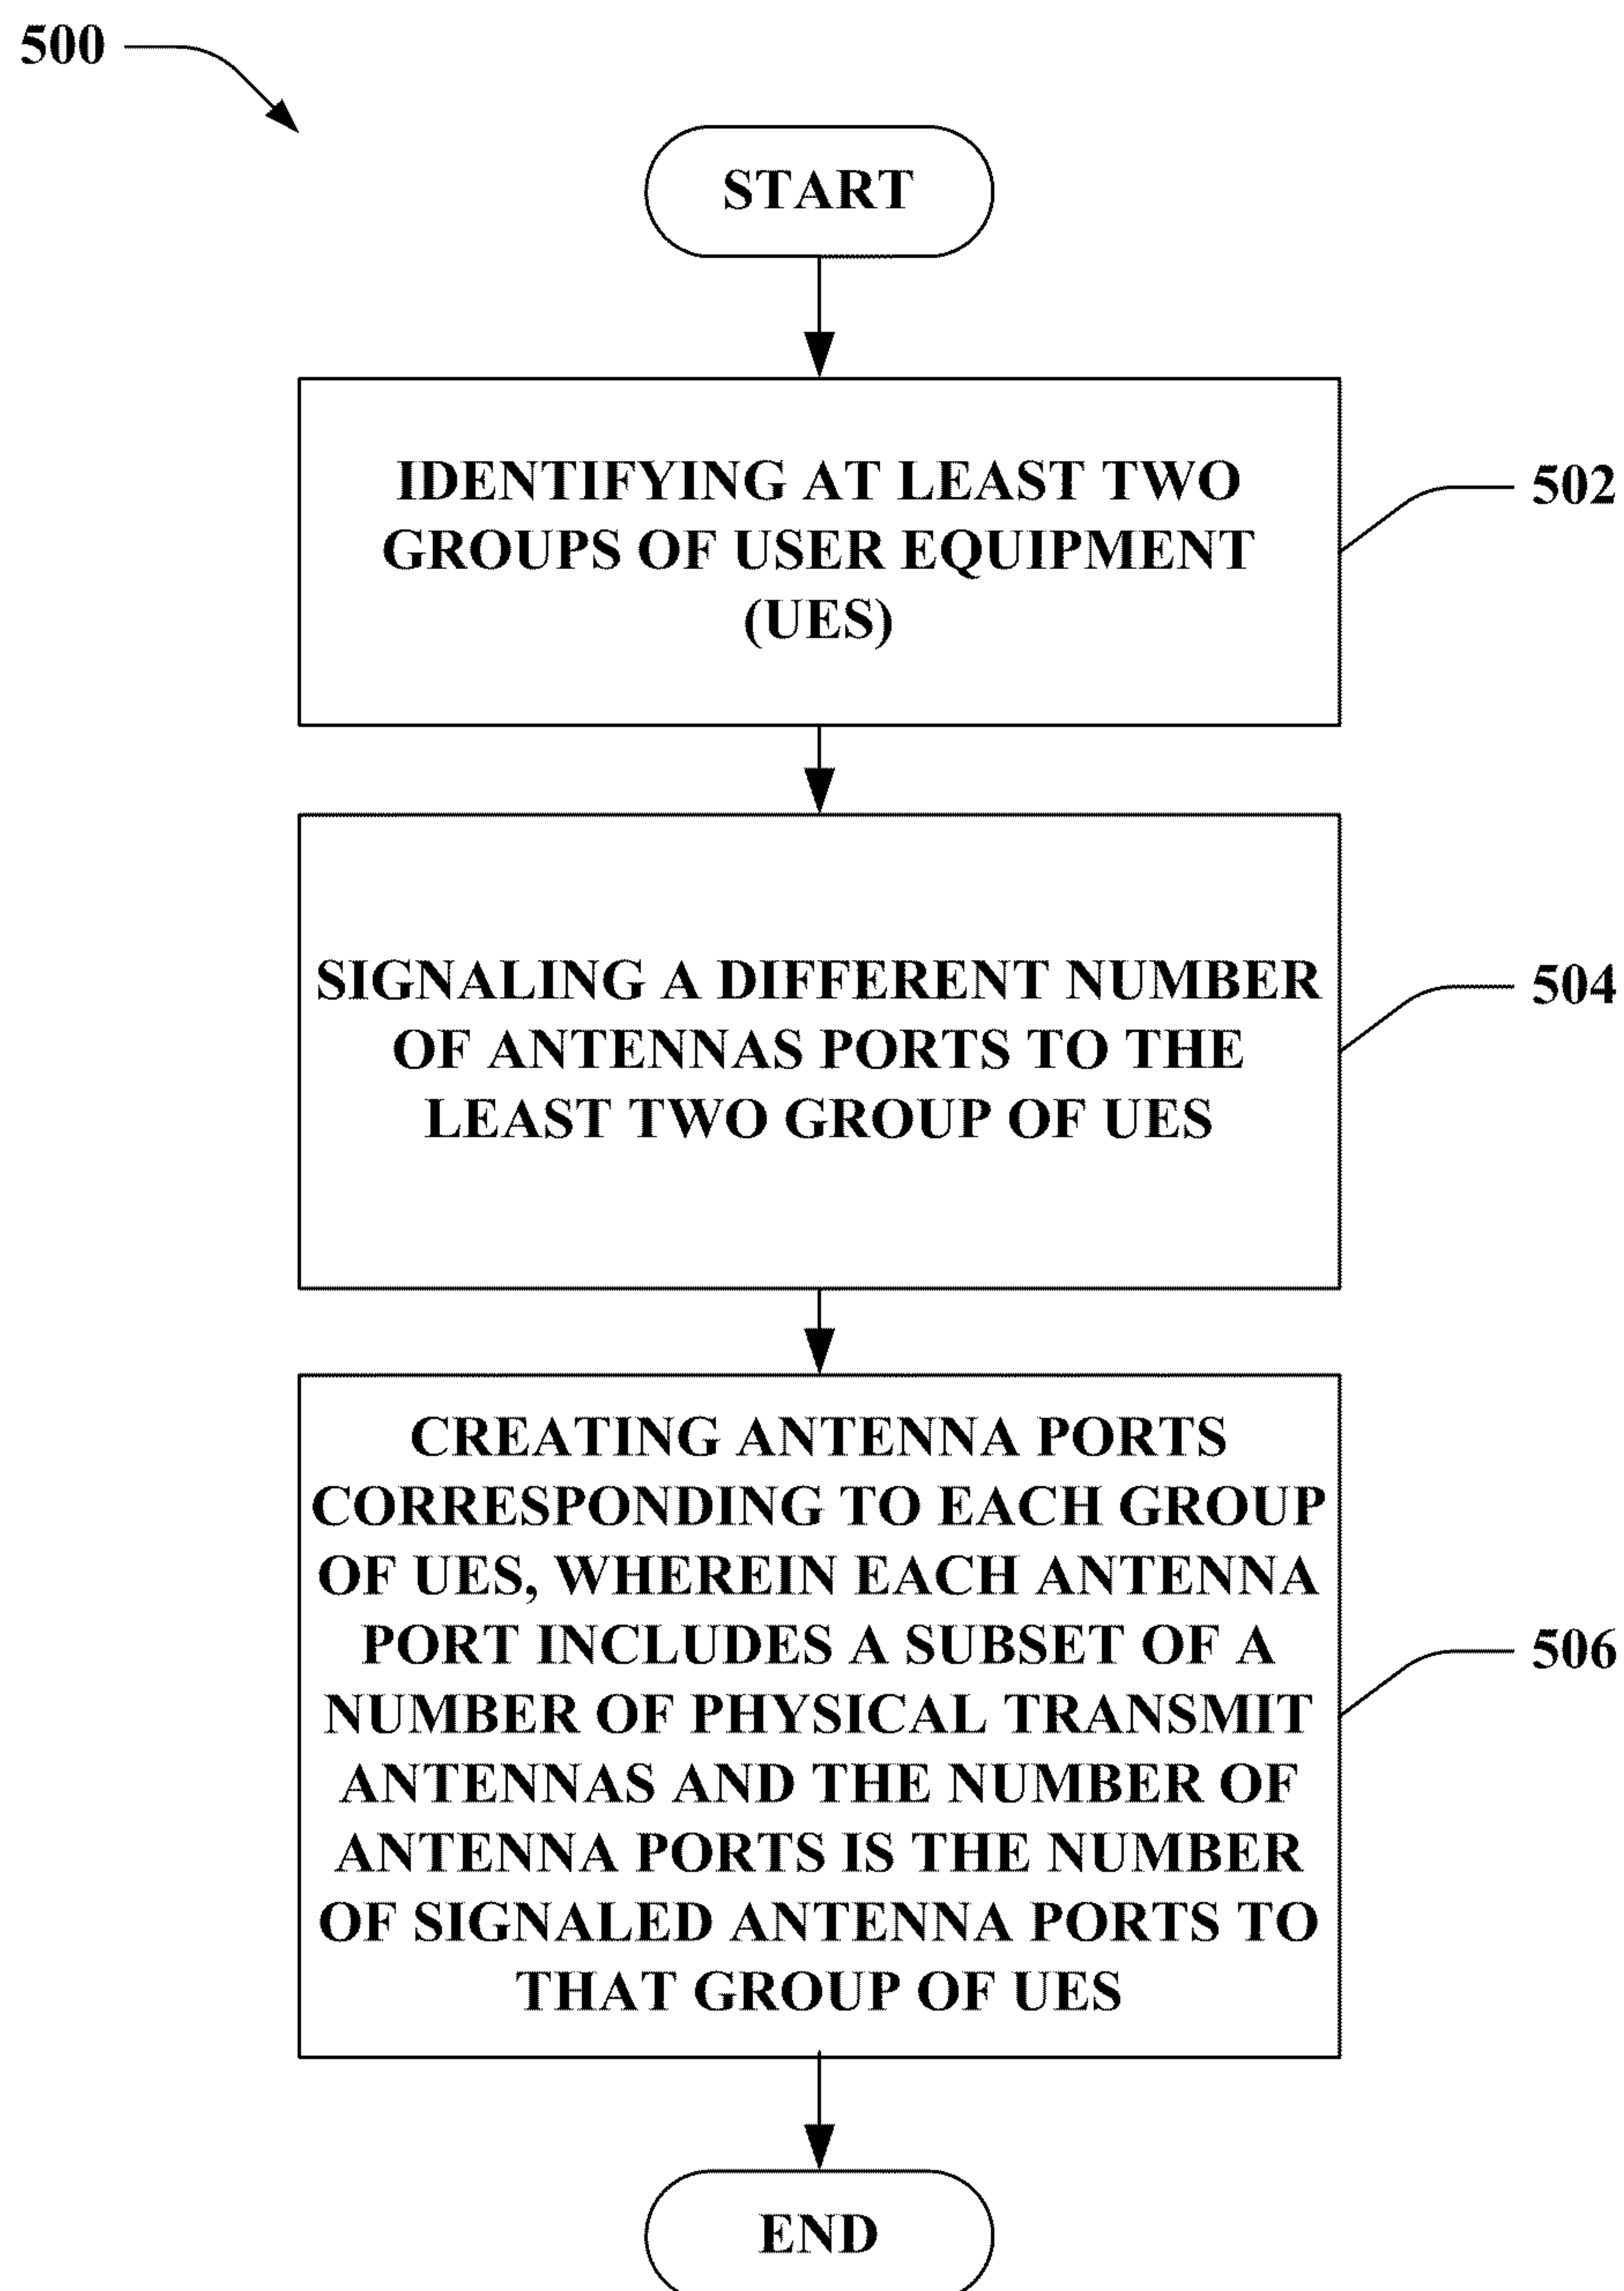 500
START
IDENTIFYING AT LEAST TWO
GROUPS OF USER EQUIPMENT
(UES)
502
SIGNALING A DIFFERENT NUMBER
OF ANTENNAS PORTS TO THE
LEAST TWO GROUP OF UES
504
CREATING ANTENNA PORTS
CORRESPONDING TO EACH GROUP
OF UES, WHEREIN EACH ANTENNA
PORT INCLUDES A SUBSET OF A
NUMBER OF PHYSICAL TRANSMIT
ANTENNAS AND THE NUMBER OF
ANTENNA PORTS IS THE NUMBER
OF SIGNALED ANTENNA PORTS TO
THAT GROUP OF UES
506
END